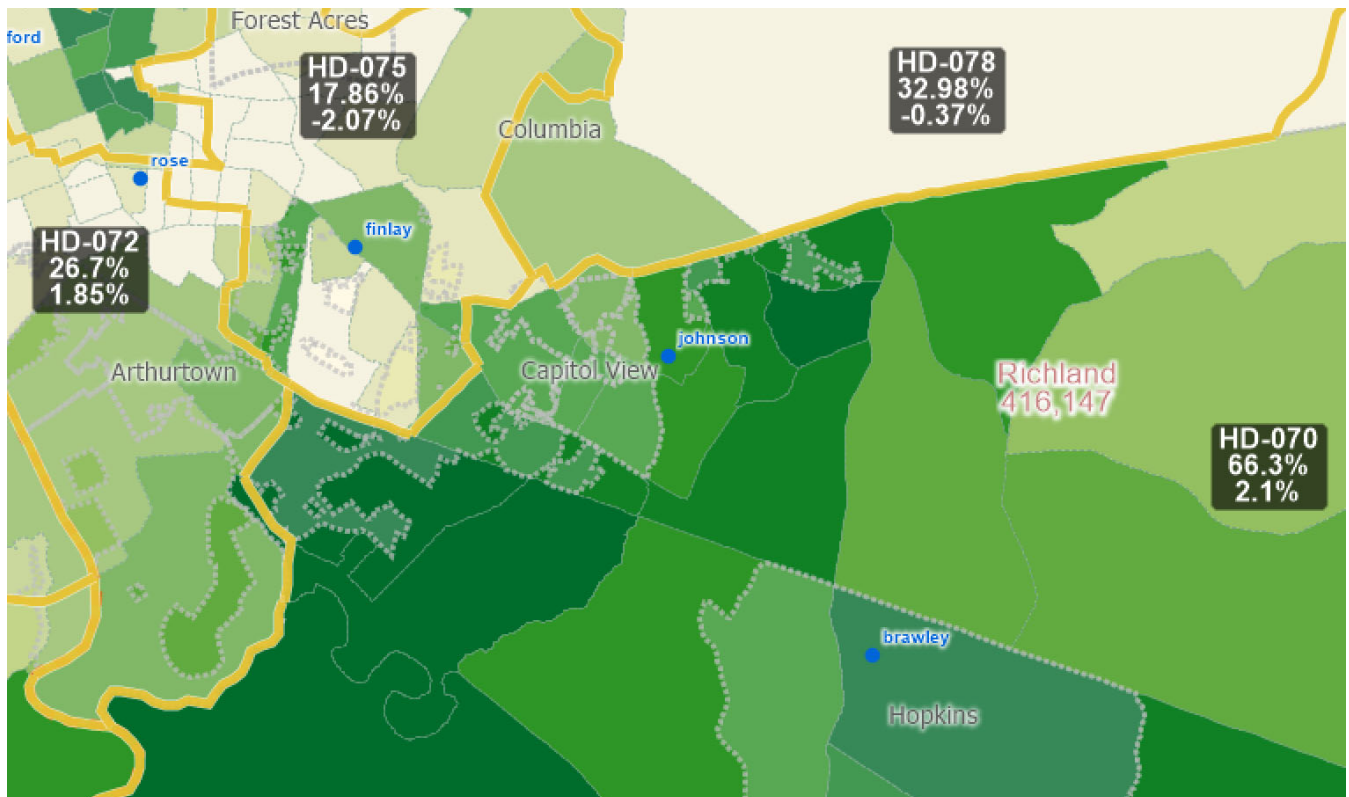 Forest Acres
ford
HD-075
17.86%
-2.07%
HD-078
32.98%
-0.37%
Columbia
rose
finlay
HD-072
26.7%
1.85%
johnson
Arthurtown
Capitol View
Richland
416,147
HD-070
66.3%
2.1%
brawley
Hopkins